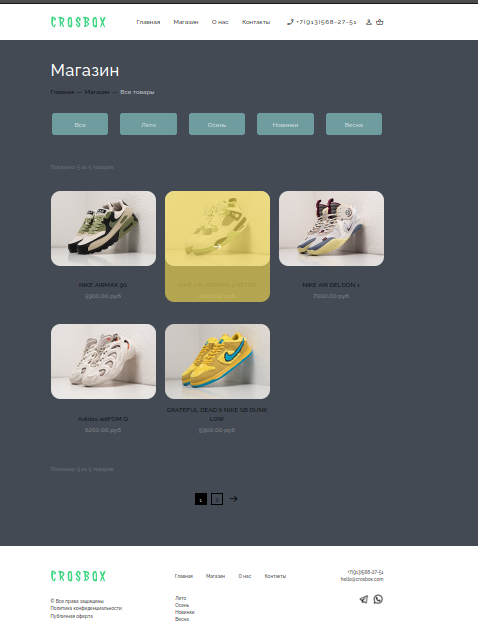 CROSBOX
Главная Магазин О нас Контакты +7(913)568-27-51
Магазин
Главная — Магазин — Все товары
Все Лето Осень Новинки Весна
Показано: 5 из 5 товаров
NIKE AIRMAX 90
5900.00 руб
NIKE AIR DELDON 1
7900.00 руб
Adidas adiFOM Q
6200.00 руб
GRATEFUL DEAD X NIKE SB DUNK
LOW
5900.00 руб
Показано: 5 из 5 товаров
1 2
CROSBOX
Главная Магазин О нас Контакты
+7(913)568-27-51
hello@crosbox.com
© Все права защищены
Политика конфиденциальности
Публичная оферта
Лето
Осень
Новинки
Весна